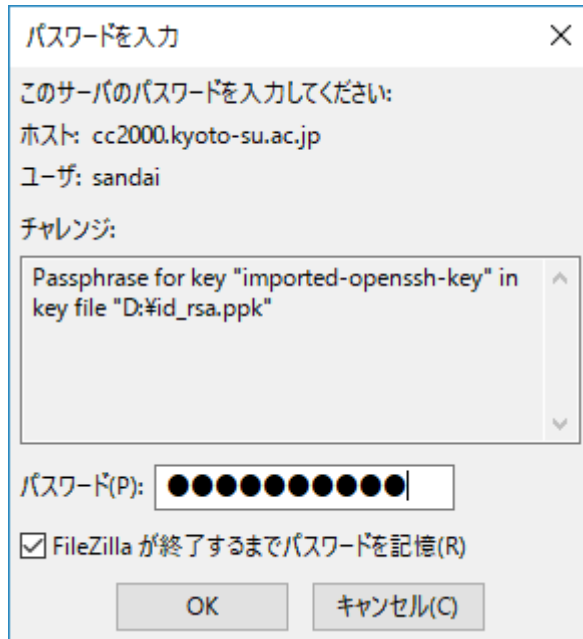 パスワードを入力
このサーバのパスワードを入力してください:
ホスト: cc2000.kyoto-su.ac.jp
ユーザ: sandai
チャレンジ:
Passphrase for key "imported-openssh-key" in
key file "D:¥id_rsa.ppk"
パスワード(P): ●●●●●●●●●●
FileZilla が終了するまでパスワードを記憶(R)
OK キャンセル(C)